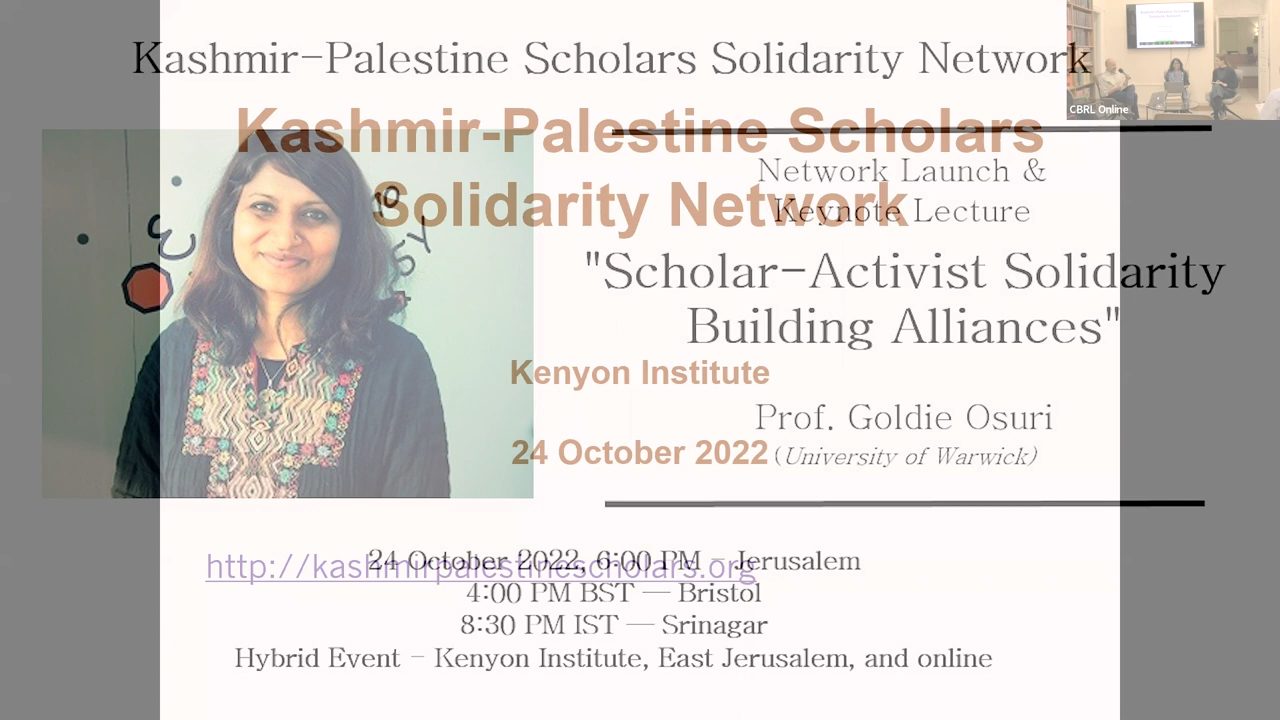 Kashmir-Palestine Scholars Solidarity Network
CBRL Online
Kashmir-Palestine Scholars
Solidarity Network
Network Launch &
Keynote Lecture
"Scholar-Activist Solidarity
Building Alliances"
Kenyon Institute
Prof. Goldie Osuri
24 October 2022
(University of Warwick)
24 October 2022, 6:00 PM – Jerusalem
http://kashmirpalestinescholars.org
4:00 PM BST — Bristol
8:30 PM IST — Srinagar
Hybrid Event – Kenyon Institute, East Jerusalem, and online